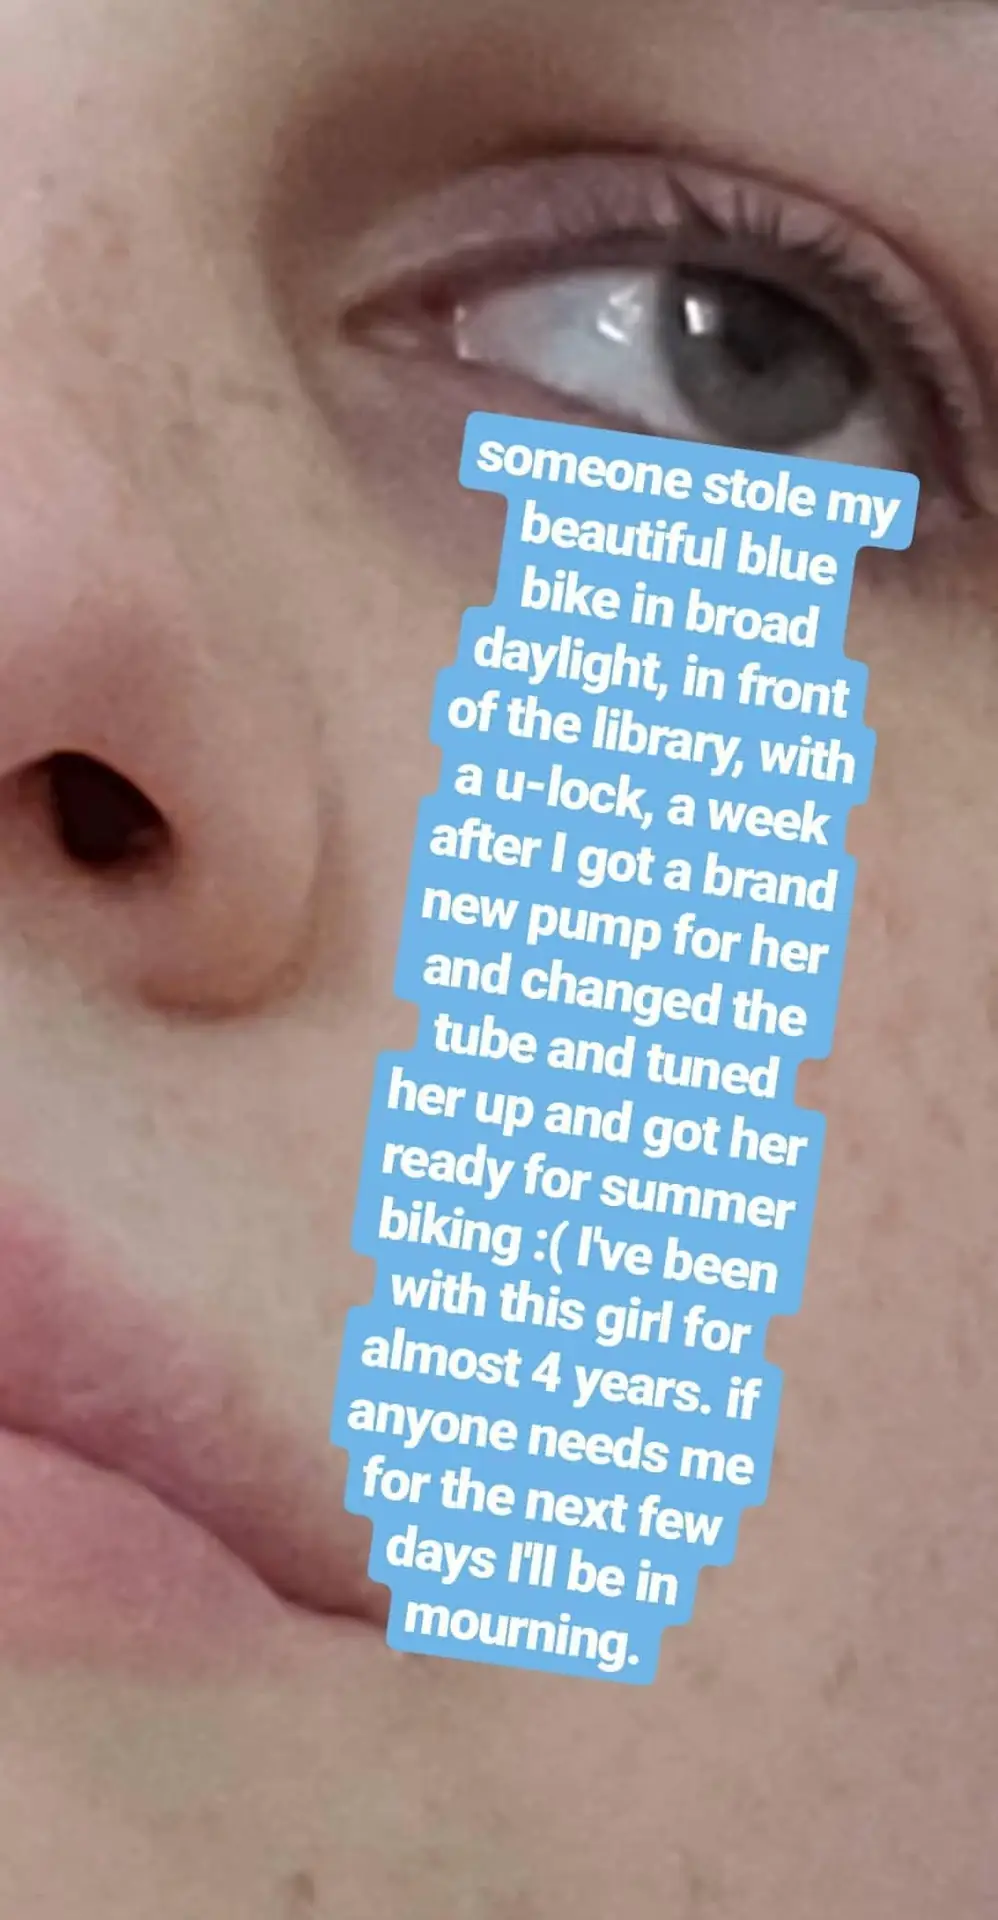 someone stole my
beautiful blue
bike in broad
daylight, in front
of the library, with
a u-lock, a week
after I got a brand
new pump for her
and changed the
tube and tuned
her up and got her
ready for summer
biking :( I've been
with this girl for
almost 4 years. if
anyone needs me
for the next few
days I'll be in
mourning.